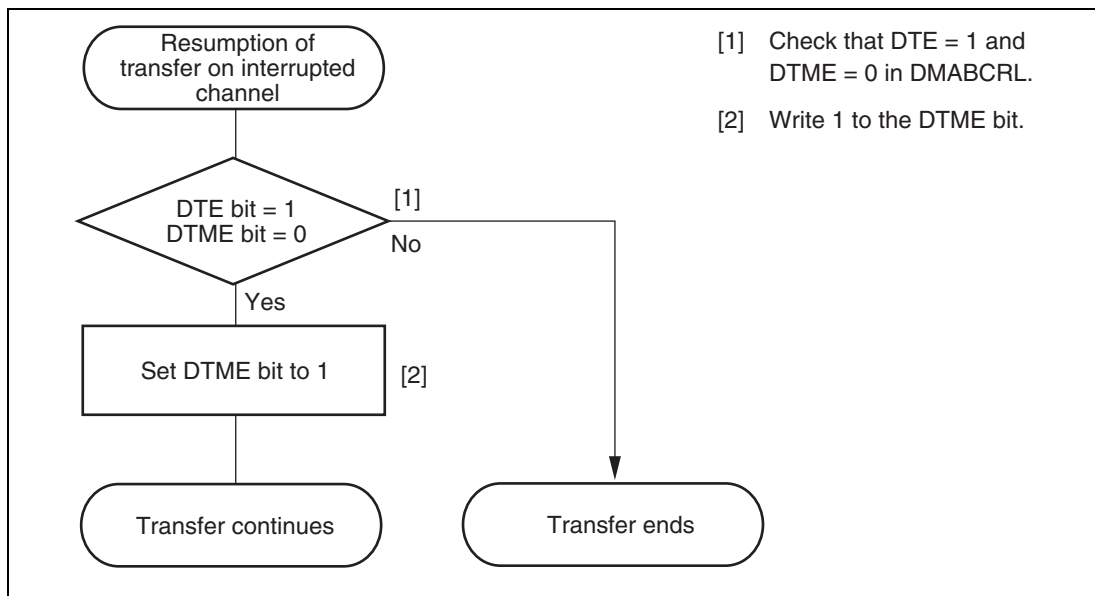 Resumption of
transfer on interrupted
channel
[1] Check that DTE = 1 and
DTME = 0 in DMABCRL.
[2] Write 1 to the DTME bit.
DTE bit = 1
DTME bit = 0
[1]
No
Yes
Set DTME bit to 1
[2]
Transfer continues
Transfer ends